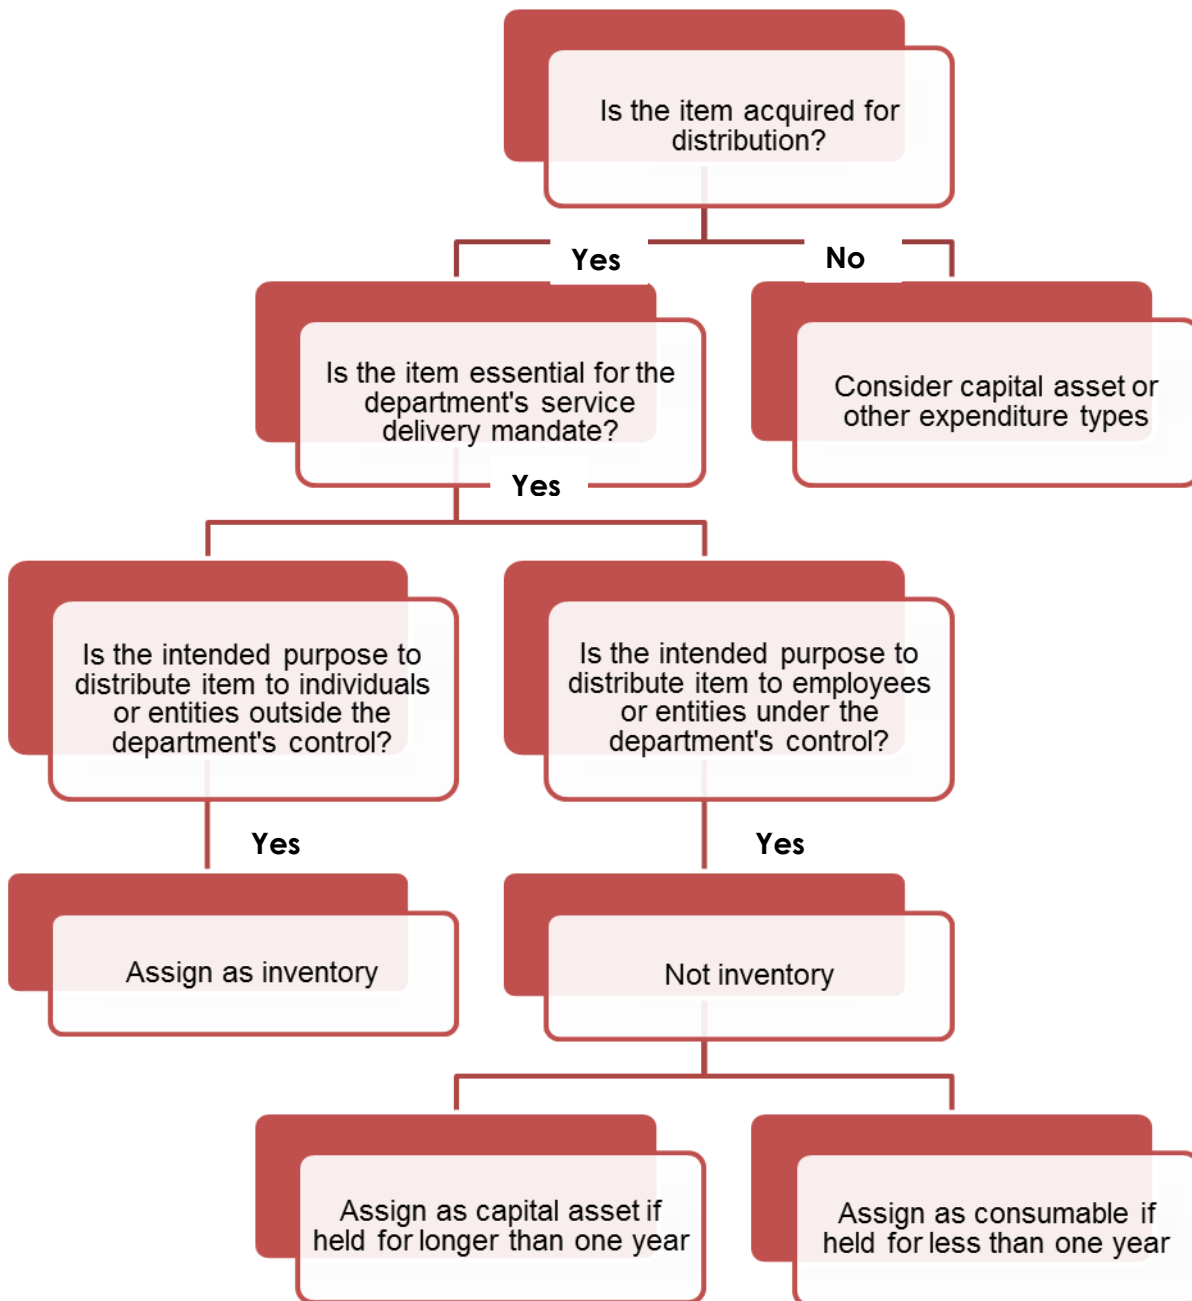 Is the item acquired for
distribution?
Yes
No
Is the item essential for the
department's service
delivery mandate?
Consider capital asset or
other expenditure types
Yes
Is the intended purpose to
distribute item to individuals
or entities outside the
department's control?
Is the intended purpose to
distribute item to employees
or entities under the
department's control?
Yes
Yes
Assign as inventory
Not inventory
Assign as capital asset if
held for longer than one year
Assign as consumable if
held for less than one year